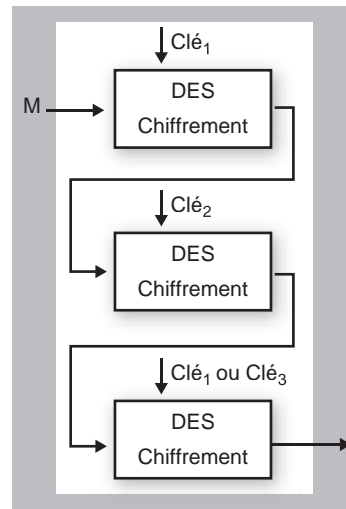 Clé₁
DES
M
Chiffrement
Clé₂
DES
Chiffrement
Clé₁ ou Clé₃
DES
Chiffrement